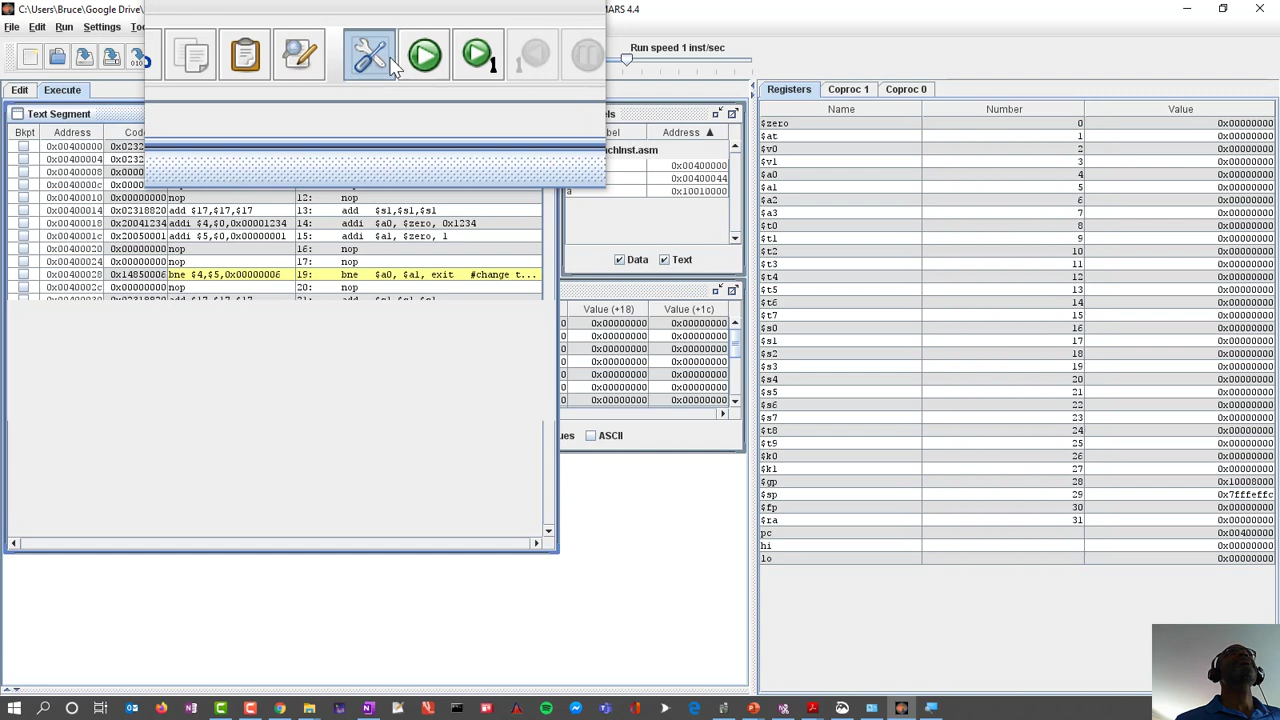 C:\Users\Bruce\Google Drive\
MARS 4.4
File Edit Run Settings
Run speed 1 inst/sec
1
1
Edit Execute
Registers Coproc 1 Coproc 0
Text Segment
Bkpt Address
Address ▲
Name Number Value
achInst.asm
0x00400000
0x00400044
a 0x10010000
0x00400000
0x00400004
0x00400008
0x00000000 nop 12: nop
0x00400014 0x02318820 add $17,$17,$17 13: add $s1,$s1,$s1
0x00400018 0x20041234 addi $4,$0,0x00001234 14: addi $a0, $zero, 0x1234
0x0040001c 0x20050001 addi $5,$0,0x00000001 15: addi $a1, $zero, 1
0x00400020 0x00000000 nop 16: nop
0x00400024 0x00000000 nop 17: nop
0x00400028 0x14850006 bne $4,$5,0x00000006 19: bne $a0, $a1, exit #change t...
0x0040002c 0x00000000 nop 20: nop
Data Text
Value (+18) Value (+1c)
0x00000000 0x00000000
0x00000000 0x00000000
0x00000000 0x00000000
0x00000000 0x00000000
0x00000000 0x00000000
0x00000000 0x00000000
0x00000000 0x00000000
ues ASCII
$zero 0 0x00000000
$at 1 0x00000000
$v0 2 0x00000000
$v1 3 0x00000000
$a0 4 0x00000000
$a1 5 0x00000000
$a2 6 0x00000000
$a3 7 0x00000000
$t0 8 0x00000000
$t1 9 0x00000000
$t2 10 0x00000000
$t3 11 0x00000000
$t4 12 0x00000000
$t5 13 0x00000000
$t6 14 0x00000000
$t7 15 0x00000000
$s0 16 0x00000000
$s1 17 0x00000000
$s2 18 0x00000000
$s3 19 0x00000000
$s4 20 0x00000000
$s5 21 0x00000000
$s6 22 0x00000000
$s7 23 0x00000000
$t8 24 0x00000000
$t9 25 0x00000000
$k0 26 0x00000000
$k1 27 0x00000000
$gp 28 0x10008000
$sp 29 0x7fffeffc
$fp 30 0x00000000
$ra 31 0x00000000
pc 0x00400000
hi 0x00000000
lo 0x00000000